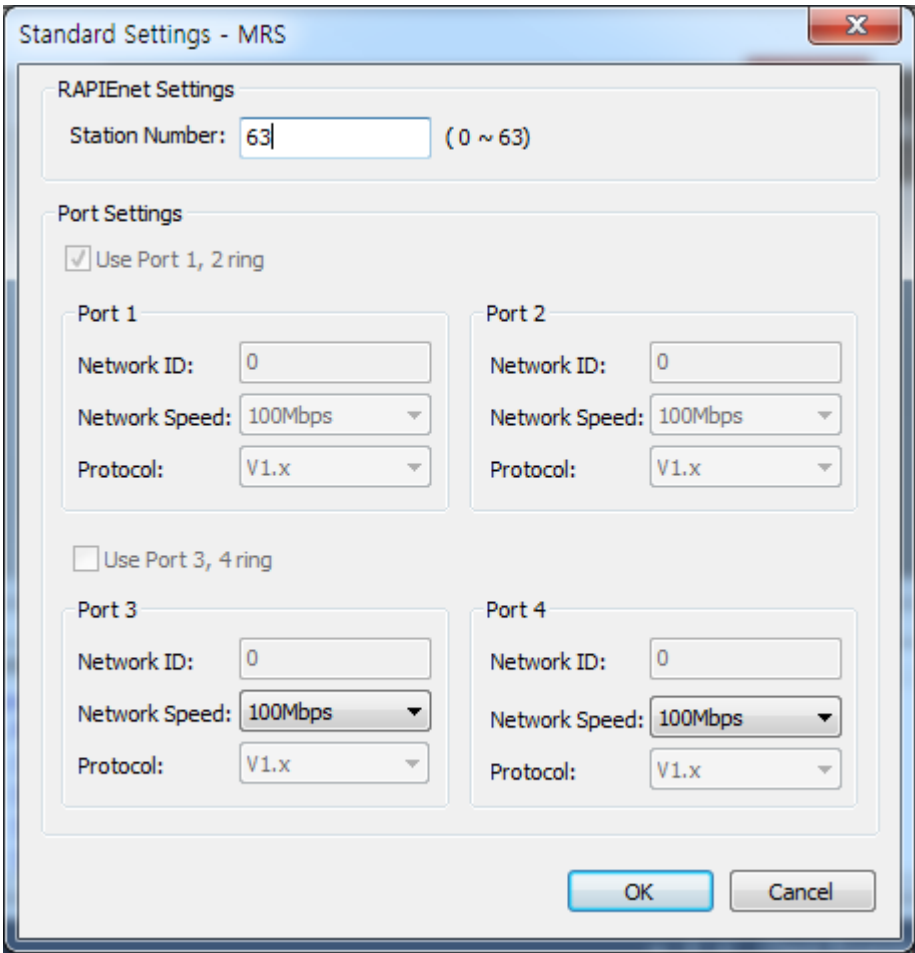 Standard Settings - MRS
RAPIEnet Settings
Station Number: 63 ( 0 ~ 63)
Port Settings
Use Port 1, 2 ring
Port 1
Network ID: 0
Network Speed: 100Mbps
Protocol: V1.x
Port 2
Network ID: 0
Network Speed: 100Mbps
Protocol: V1.x
Use Port 3, 4 ring
Port 3
Network ID: 0
Network Speed: 100Mbps
Protocol: V1.x
Port 4
Network ID: 0
Network Speed: 100Mbps
Protocol: V1.x
OK Cancel